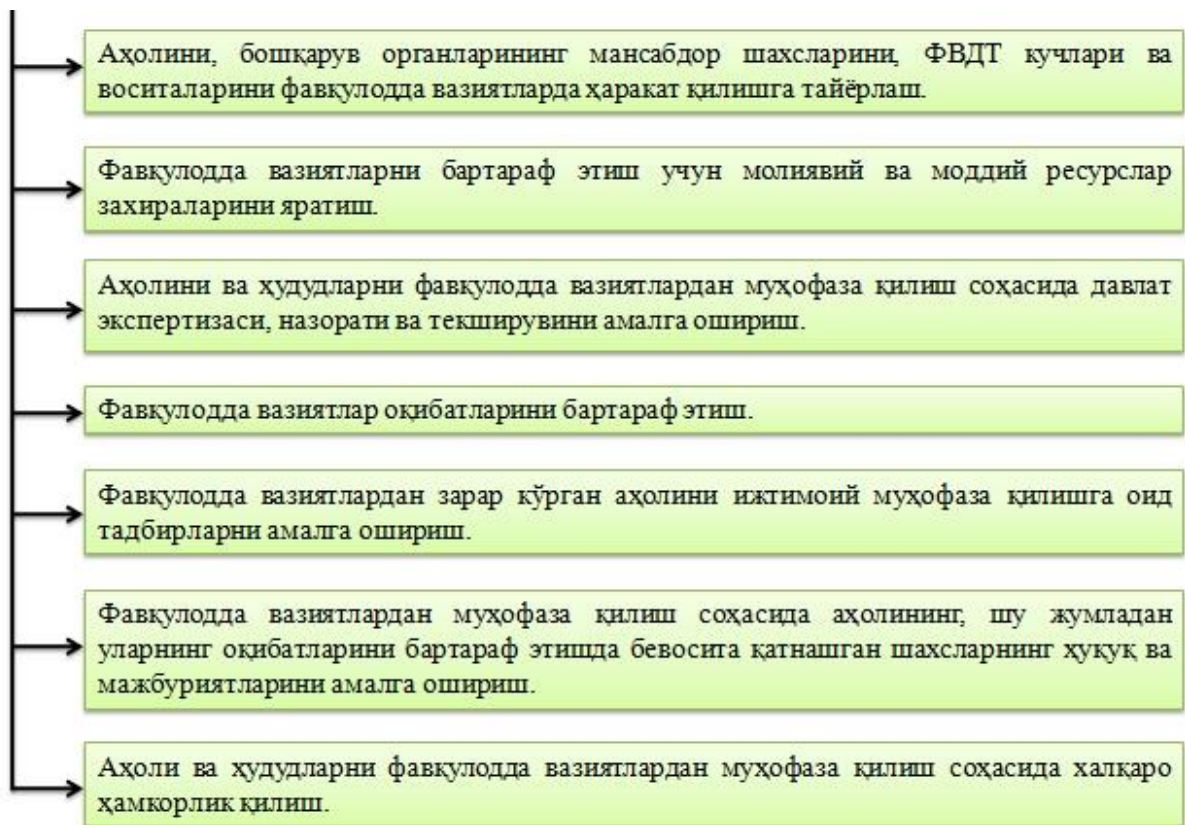 Аҳолини, бошқарув органларининг мансабдор шахсларини, ФВДТ кучлари ва
воситаларини фавқулодда вазиятларда ҳаракат қилишга тайёрлаш.
Фавқулодда вазиятларни бартараф этиш учун молиявий ва моддий ресурслар
захираларини яратиш.
Аҳолини ва ҳудудларни фавқулодда вазиятлардан муҳофаза қилиш соҳасида давлат
экспертизаси, назорати ва текширувини амалга ошириш.
Фавқулодда вазиятлар оқибатларини бартараф этиш.
Фавқулодда вазиятлардан зарар кўрган аҳолини ижтимоий муҳофаза қилишга оид
тадбирларни амалга ошириш.
Фавқулодда вазиятлардан муҳофаза қилиш соҳасида аҳолининг, шу жумладан
уларнинг оқибатларини бартараф этишда бевосита қатнашган шахсларнинг ҳуқуқ ва
мажбуриятларини амалга ошириш.
Аҳоли ва ҳудудларни фавқулодда вазиятлардан муҳофаза қилиш соҳасида халқаро
ҳамкорлик қилиш.